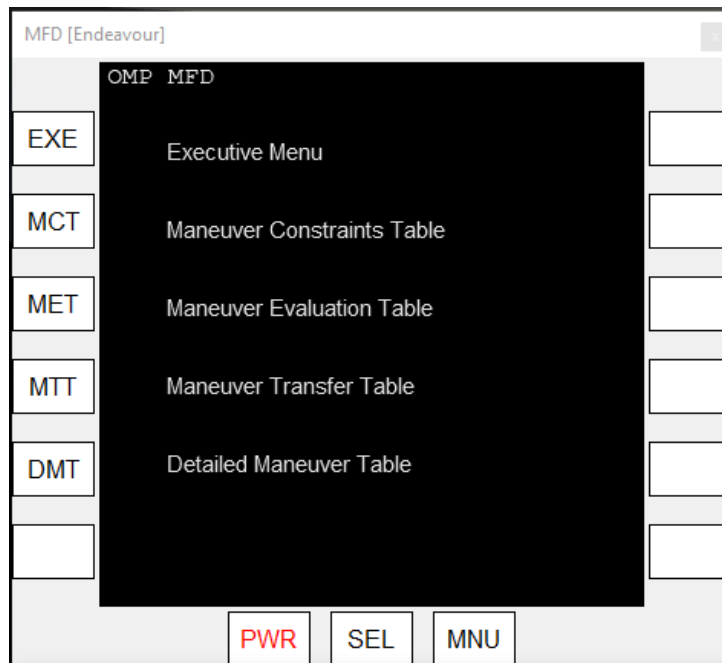 MFD [Endeavour]
x
OMP MFD
EXE
Executive Menu
MCT
Maneuver Constraints Table
MET
Maneuver Evaluation Table
MTT
Maneuver Transfer Table
DMT
Detailed Maneuver Table
PWR SEL MNU